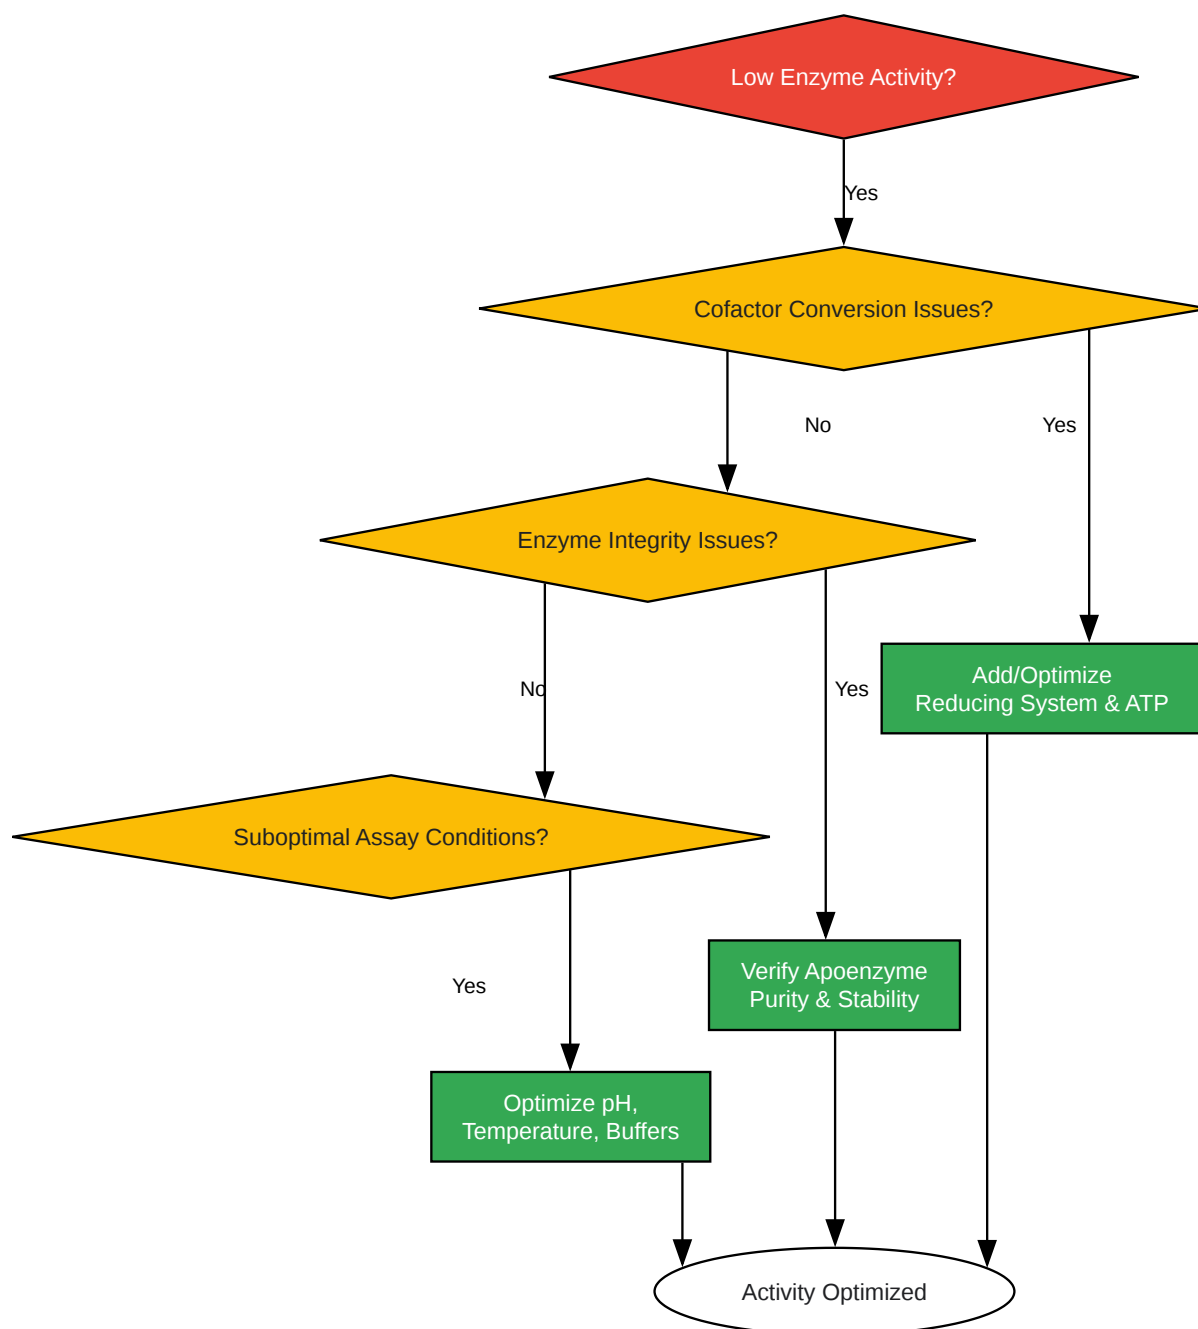 Low Enzyme Activity?
Yes
Cofactor Conversion Issues?
No
Yes
Enzyme Integrity Issues?
No
Yes
Add/Optimize
Reducing System & ATP
Suboptimal Assay Conditions?
Yes
Verify Apoenzyme
Purity & Stability
Optimize pH,
Temperature, Buffers
Activity Optimized